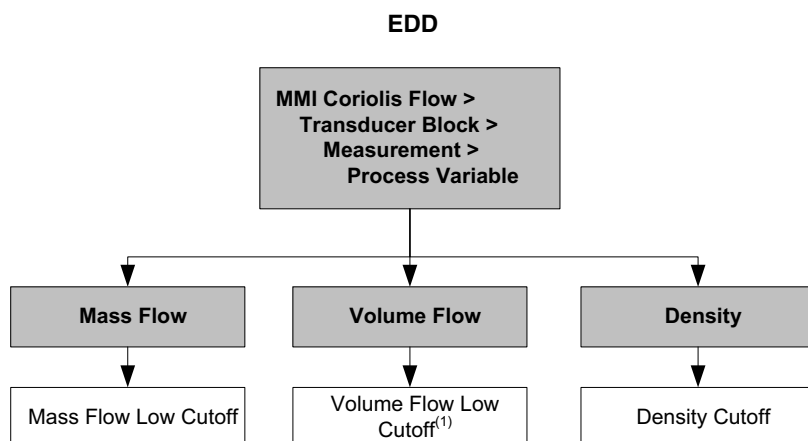 EDD
MMI Coriolis Flow >
Transducer Block >
Measurement >
Process Variable
Mass Flow
Volume Flow
Density
Mass Flow Low Cutoff
Volume Flow Low
Cutoff(1)
Density Cutoff